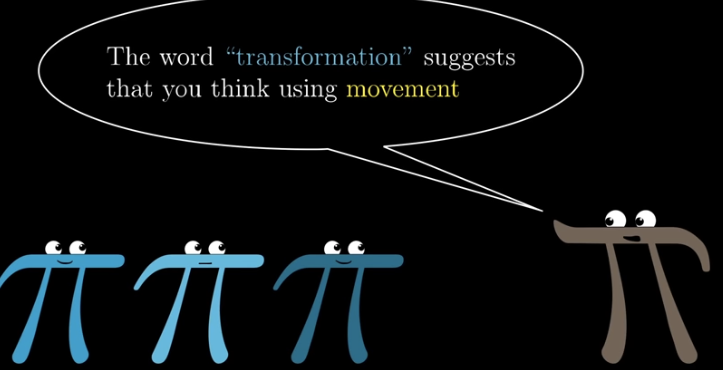 The word “transformation” suggests
that you think using movement